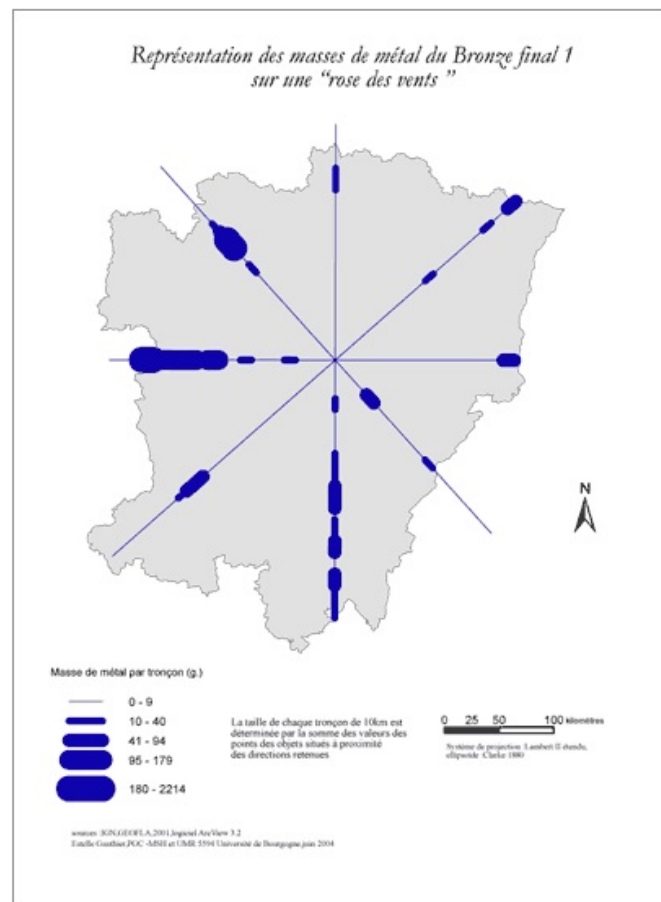 Représentation des masses de métal du Bronze final 1
sur une “rose des vents ”
N
Masse de métal par tronçon (g.)
0 - 9
10 - 40
41 - 94
95 - 179
180 - 2214
La taille de chaque tronçon de 10km est
déterminée par la somme des valeurs des
points des objets situés à proximité
des directions retenues
0 25 50 100 kilomètres
Système de projection Lambert II étendu,
ellipsoïde Clarke 1880
sources :IGN,GEOFLA,2001,logiciel ArcView 3.2
Estelle Gauthier,PGC -MSH et UMR 5594 Université de Bourgogne,juin 2004